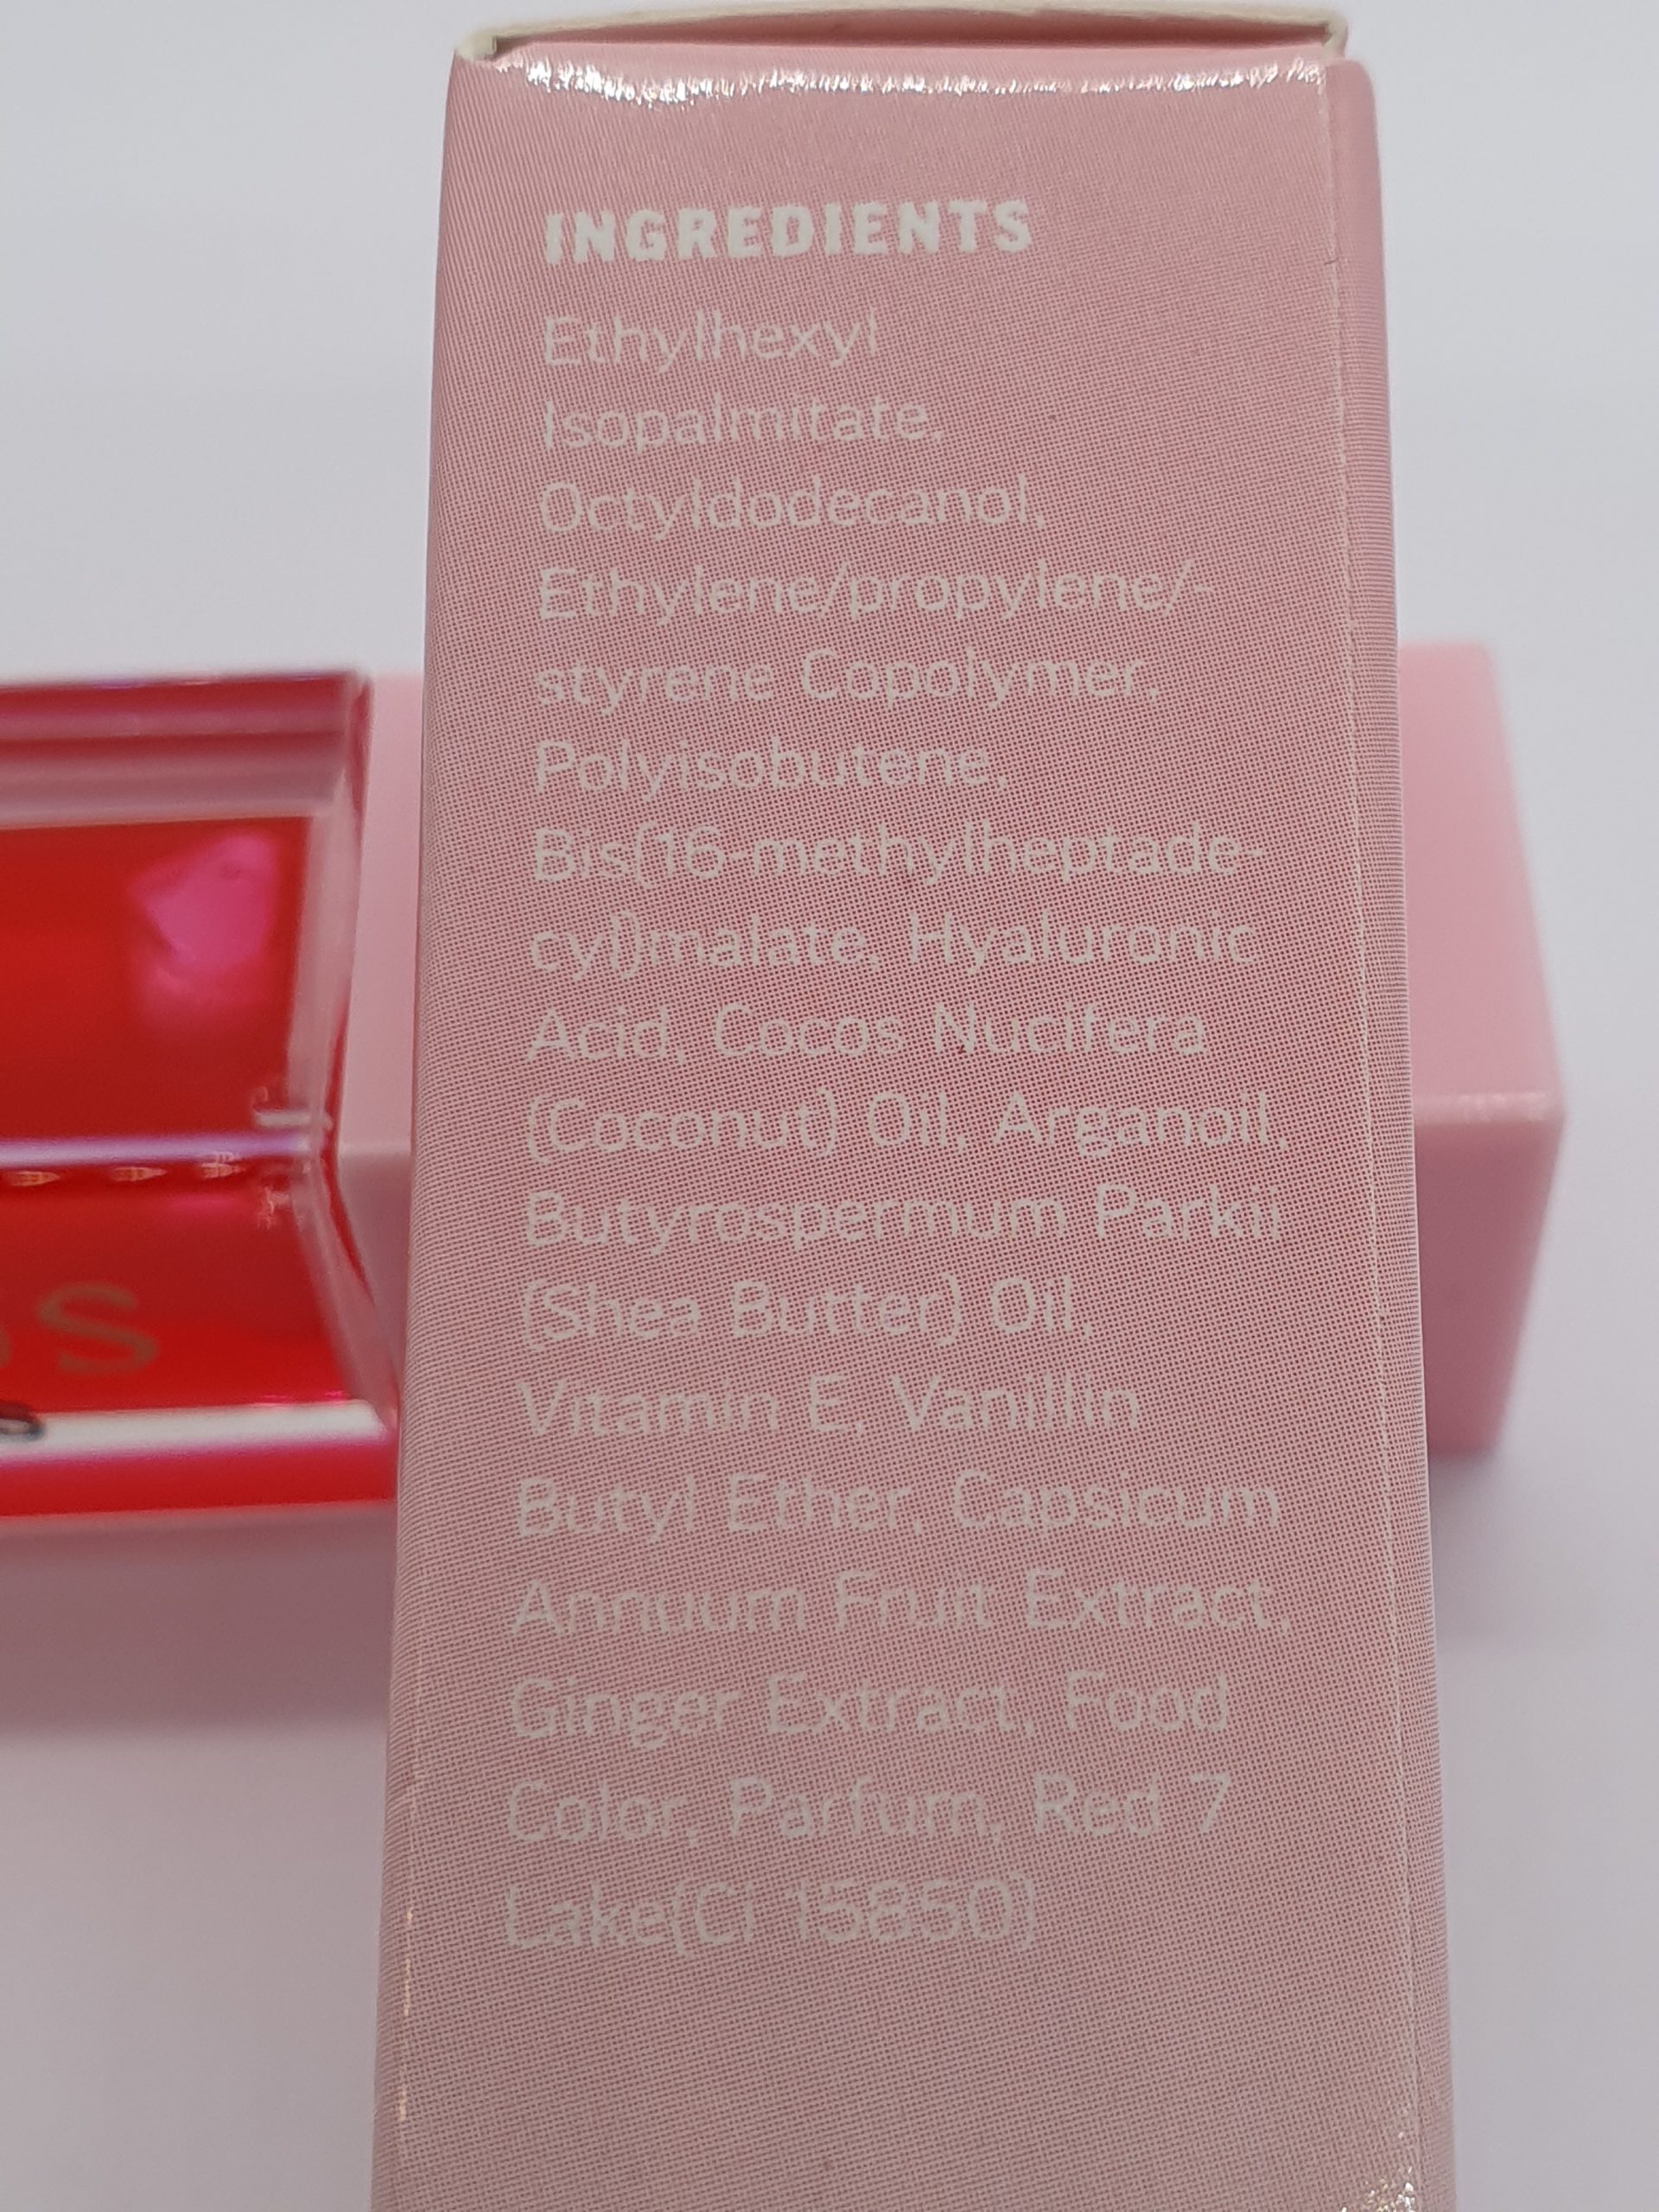 INGREDIENTS
Ethylhexyl
Isopalmitate,
Octyldodecanol,
Ethylene/propylene/-
styrene Copolymer,
Polyisobutene,
Bis(16-methylheptade-
cyl)malate, Hyaluronic
Acid, Cocos Nucifera
(Coconut) Oil, Arganoil,
Butyrospermum Parkii
(Shea Butter) Oil,
Vitamin E, Vanillin
Butyl Ether, Capsicum
Annuum Fruit Extract,
Ginger Extract, Food
Color, Parfum, Red 7
Lake(Ci 15850)